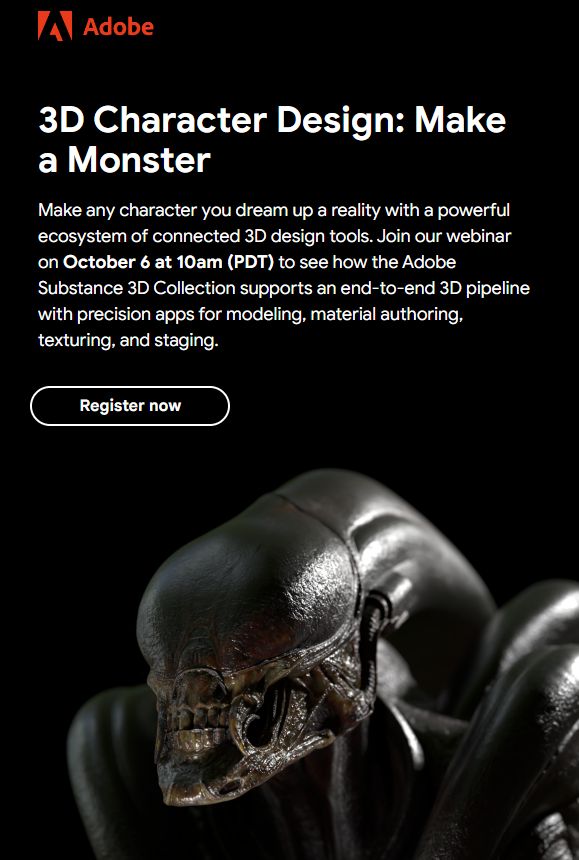 Adobe
3D Character Design: Make
a Monster
Make any character you dream up a reality with a powerful
ecosystem of connected 3D design tools. Join our webinar
on October 6 at 10am (PDT) to see how the Adobe
Substance 3D Collection supports an end-to-end 3D pipeline
with precision apps for modeling, material authoring,
texturing, and staging.
Register now